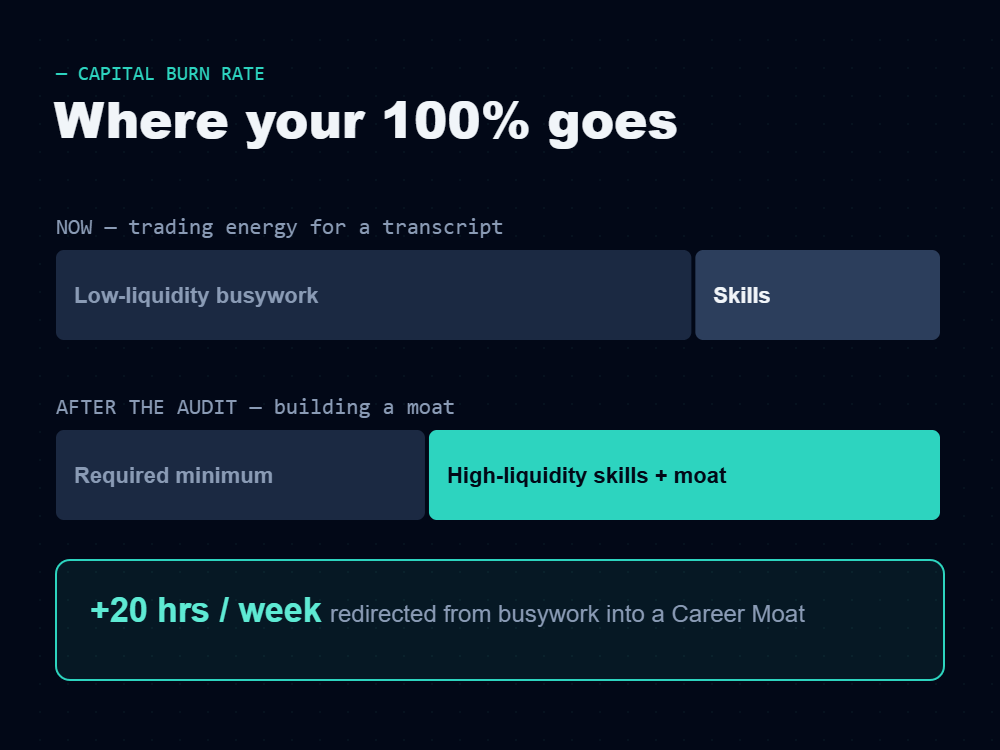 — CAPITAL BURN RATE
Where your 100% goes
NOW — trading energy for a transcript
Low-liquidity busywork
Skills
AFTER THE AUDIT — building a moat
Required minimum
High-liquidity skills + moat
+20 hrs / week redirected from busywork into a Career Moat